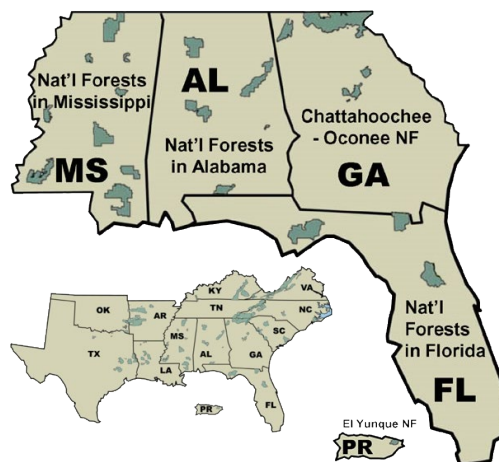 Nat'l Forests
in Mississippi
MS
AL
Nat'l Forests
in Alabama
Chattahoochee
- Oconee NF
GA
Nat'l
Forests
in Florida
FL
El Yunque NF
PR
KY
VA
OK
AR
TN
NC
MS
SC
TX
AL
GA
LA
FL
PR